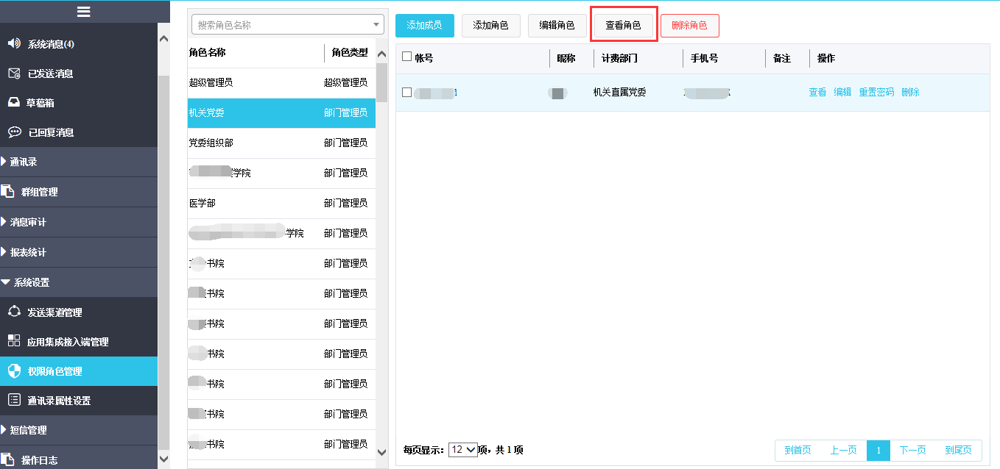 系统消息(4)
已发送消息
草稿箱
已回复消息
通讯录
群组管理
消息审计
报表统计
系统设置
发送渠道管理
应用集成接入端管理
权限角色管理
通讯录属性设置
短信管理
操作日志
搜索角色名称
角色名称 角色类型
超级管理员 超级管理员
机关党委 部门管理员
党委组织部 部门管理员
学院 部门管理员
医学部 部门管理员
学院 部门管理员
书院 部门管理员
书院 部门管理员
书院 部门管理员
书院 部门管理员
书院 部门管理员
书院 部门管理员
书院 部门管理员
添加成员 添加角色 编辑角色 查看角色 删除角色
帐号 昵称 计费部门 手机号 备注 操作
机关直属党委 查看 编辑 重置密码 删除
每页显示: 12 项, 共 1 项
到首页 上一页 1 下一页 到尾页